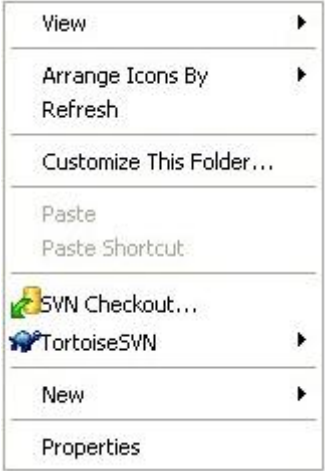 View
Arrange Icons By
Refresh
Customize This Folder...
Paste
Paste Shortcut
SVN Checkout...
TortoiseSVN
New
Properties